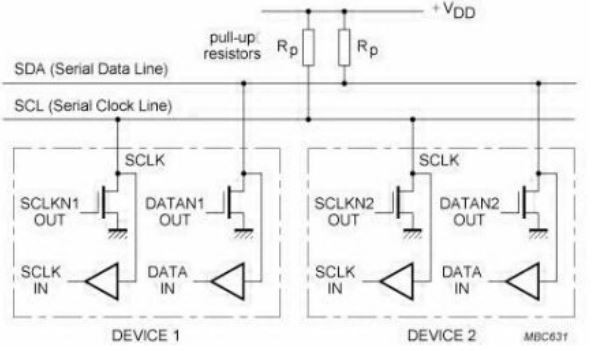 + VDD
pull-up
resistors
Rp
Rp
SDA (Serial Data Line)
SCL (Serial Clock Line)
SCLK
SCLK
SCLKN1
OUT
DATAN1
OUT
SCLKN2
OUT
DATAN2
OUT
SCLK
IN
DATA
IN
SCLK
IN
DATA
IN
DEVICE 1
DEVICE 2
MBC631